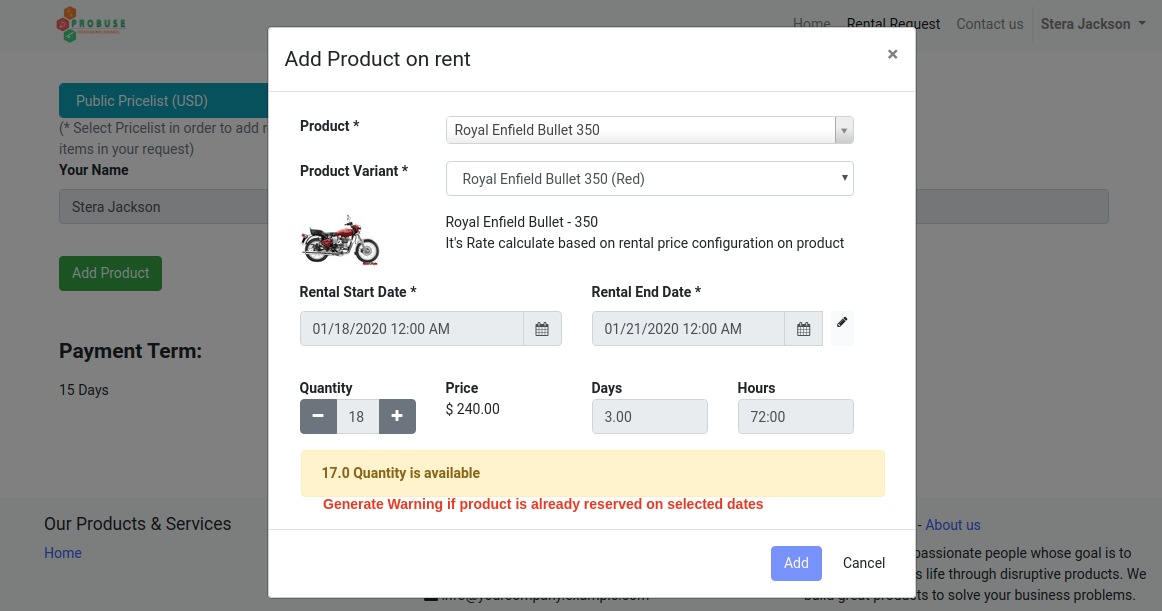 PROBUSE
Home Rental Request Contact us Stera Jackson
Add Product on rent
×
Public Pricelist (USD)
(* Select Pricelist in order to add r
items in your request)
Your Name
Stera Jackson
Add Product
Payment Term:
15 Days
Product *
Royal Enfield Bullet 350
Product Variant *
Royal Enfield Bullet 350 (Red)
Royal Enfield Bullet - 350
It's Rate calculate based on rental price configuration on product
Rental Start Date *
Rental End Date *
01/18/2020 12:00 AM
01/21/2020 12:00 AM
Quantity
Price
Days
Hours
18
$ 240.00
3.00
72:00
17.0 Quantity is available
Generate Warning if product is already reserved on selected dates
Add
Cancel
Our Products & Services
Home
- About us
passionate people whose goal is to
s life through disruptive products. We
build great products to solve your business problems.
info@yourcompany.example.com